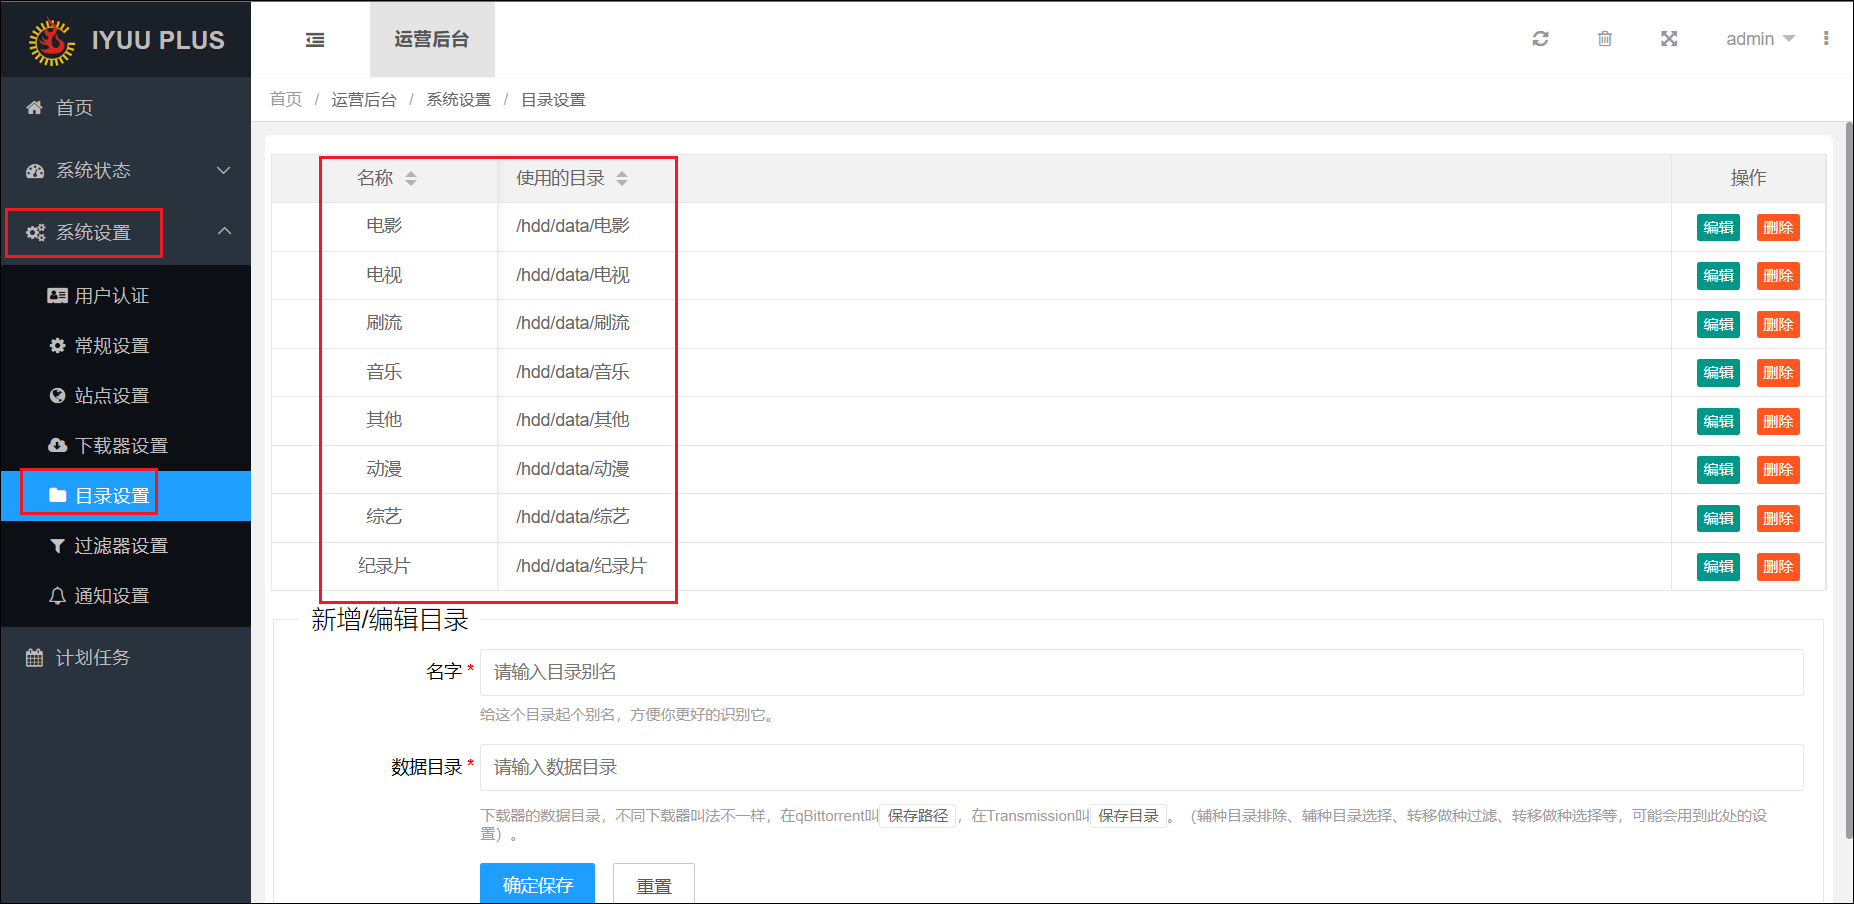 IYUU PLUS
运营后台
admin
首页 / 运营后台 / 系统设置 / 目录设置
首页
系统状态
系统设置
用户认证
常规设置
站点设置
下载器设置
目录设置
过滤器设置
通知设置
计划任务
名称 使用的目录 操作
电影 /hdd/data/电影 编辑 删除
电视 /hdd/data/电视 编辑 删除
刷流 /hdd/data/刷流 编辑 删除
音乐 /hdd/data/音乐 编辑 删除
其他 /hdd/data/其他 编辑 删除
动漫 /hdd/data/动漫 编辑 删除
综艺 /hdd/data/综艺 编辑 删除
纪录片 /hdd/data/纪录片 编辑 删除
新增/编辑目录
名字 * 请输入目录别名
给这个目录起个别名，方便你更好的识别它。
数据目录 * 请输入数据目录
下载器的数据目录，不同下载器叫法不一样，在qBittorrent叫 保存路径 ，在Transmission叫 保存目录 。（辅种目录排除、辅种目录选择、转移做种过滤、转移做种选择等，可能会用到此处的设
置）。
确定保存 重置